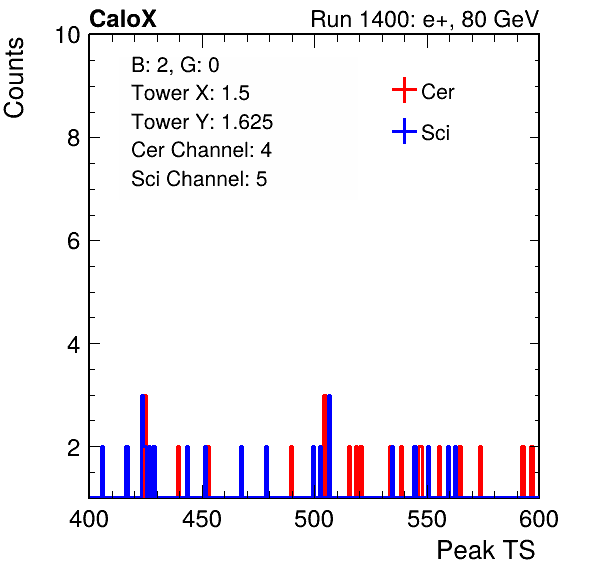 CaloX Run 1400: e+, 80 GeV
Counts
10
8
6
4
2
B: 2, G: 0
Tower X: 1.5
Tower Y: 1.625
Cer Channel: 4
Sci Channel: 5
Cer
Sci
400 450 500 550 600
Peak TS